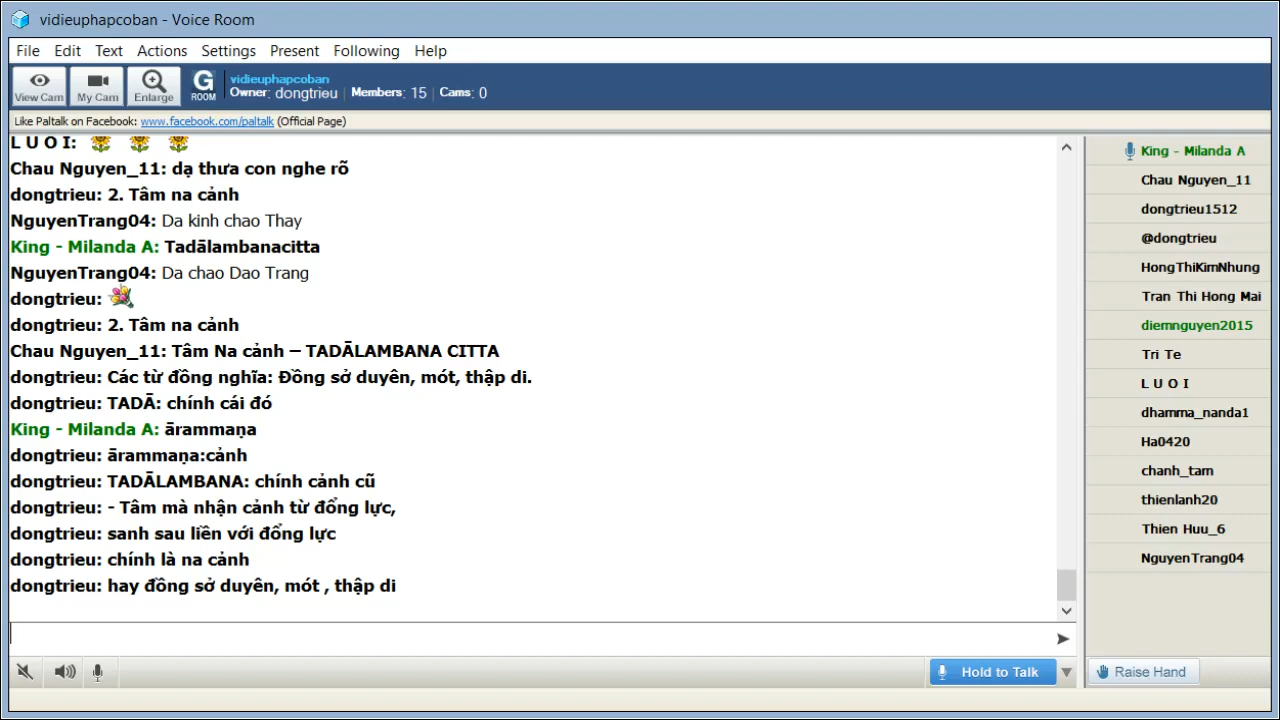 vidieuphapcoban - Voice Room
File Edit Text Actions Settings Present Following Help
View Cam My Cam Enlarge G ROOM
vidieuphapcoban
Owner: dongtrieu | Members: 15 | Cams: 0
Like Paltalk on Facebook: www.facebook.com/paltalk (Official Page)
L U O I:
Chau Nguyen_11: dạ thưa con nghe rõ
dongtrieu: 2. Tâm na cảnh
NguyenTrang04: Da kinh chao Thay
King - Milanda A: Tadālambanacitta
NguyenTrang04: Da chao Dao Trang
dongtrieu:
dongtrieu: 2. Tâm na cảnh
Chau Nguyen_11: Tâm Na cảnh – TADĀLAMBANA CITTA
dongtrieu: Các từ đồng nghĩa: Đồng sở duyên, mót, thập di.
dongtrieu: TADĀ: chính cái đó
King - Milanda A: ārammaṇa
dongtrieu: ārammaṇa:cảnh
dongtrieu: TADĀLAMBANA: chính cảnh cũ
dongtrieu: - Tâm mà nhận cảnh từ đổng lực,
dongtrieu: sanh sau liền với đổng lực
dongtrieu: chính là na cảnh
dongtrieu: hay đồng sở duyên, mót , thập di
King - Milanda A
Chau Nguyen_11
dongtrieu1512
@dongtrieu
HongThiKimNhung
Tran Thi Hong Mai
diemnguyen2015
Tri Te
L U O I
dhamma_nanda1
Ha0420
chanh_tam
thienlanh20
Thien Huu_6
NguyenTrang04
Hold to Talk
Raise Hand